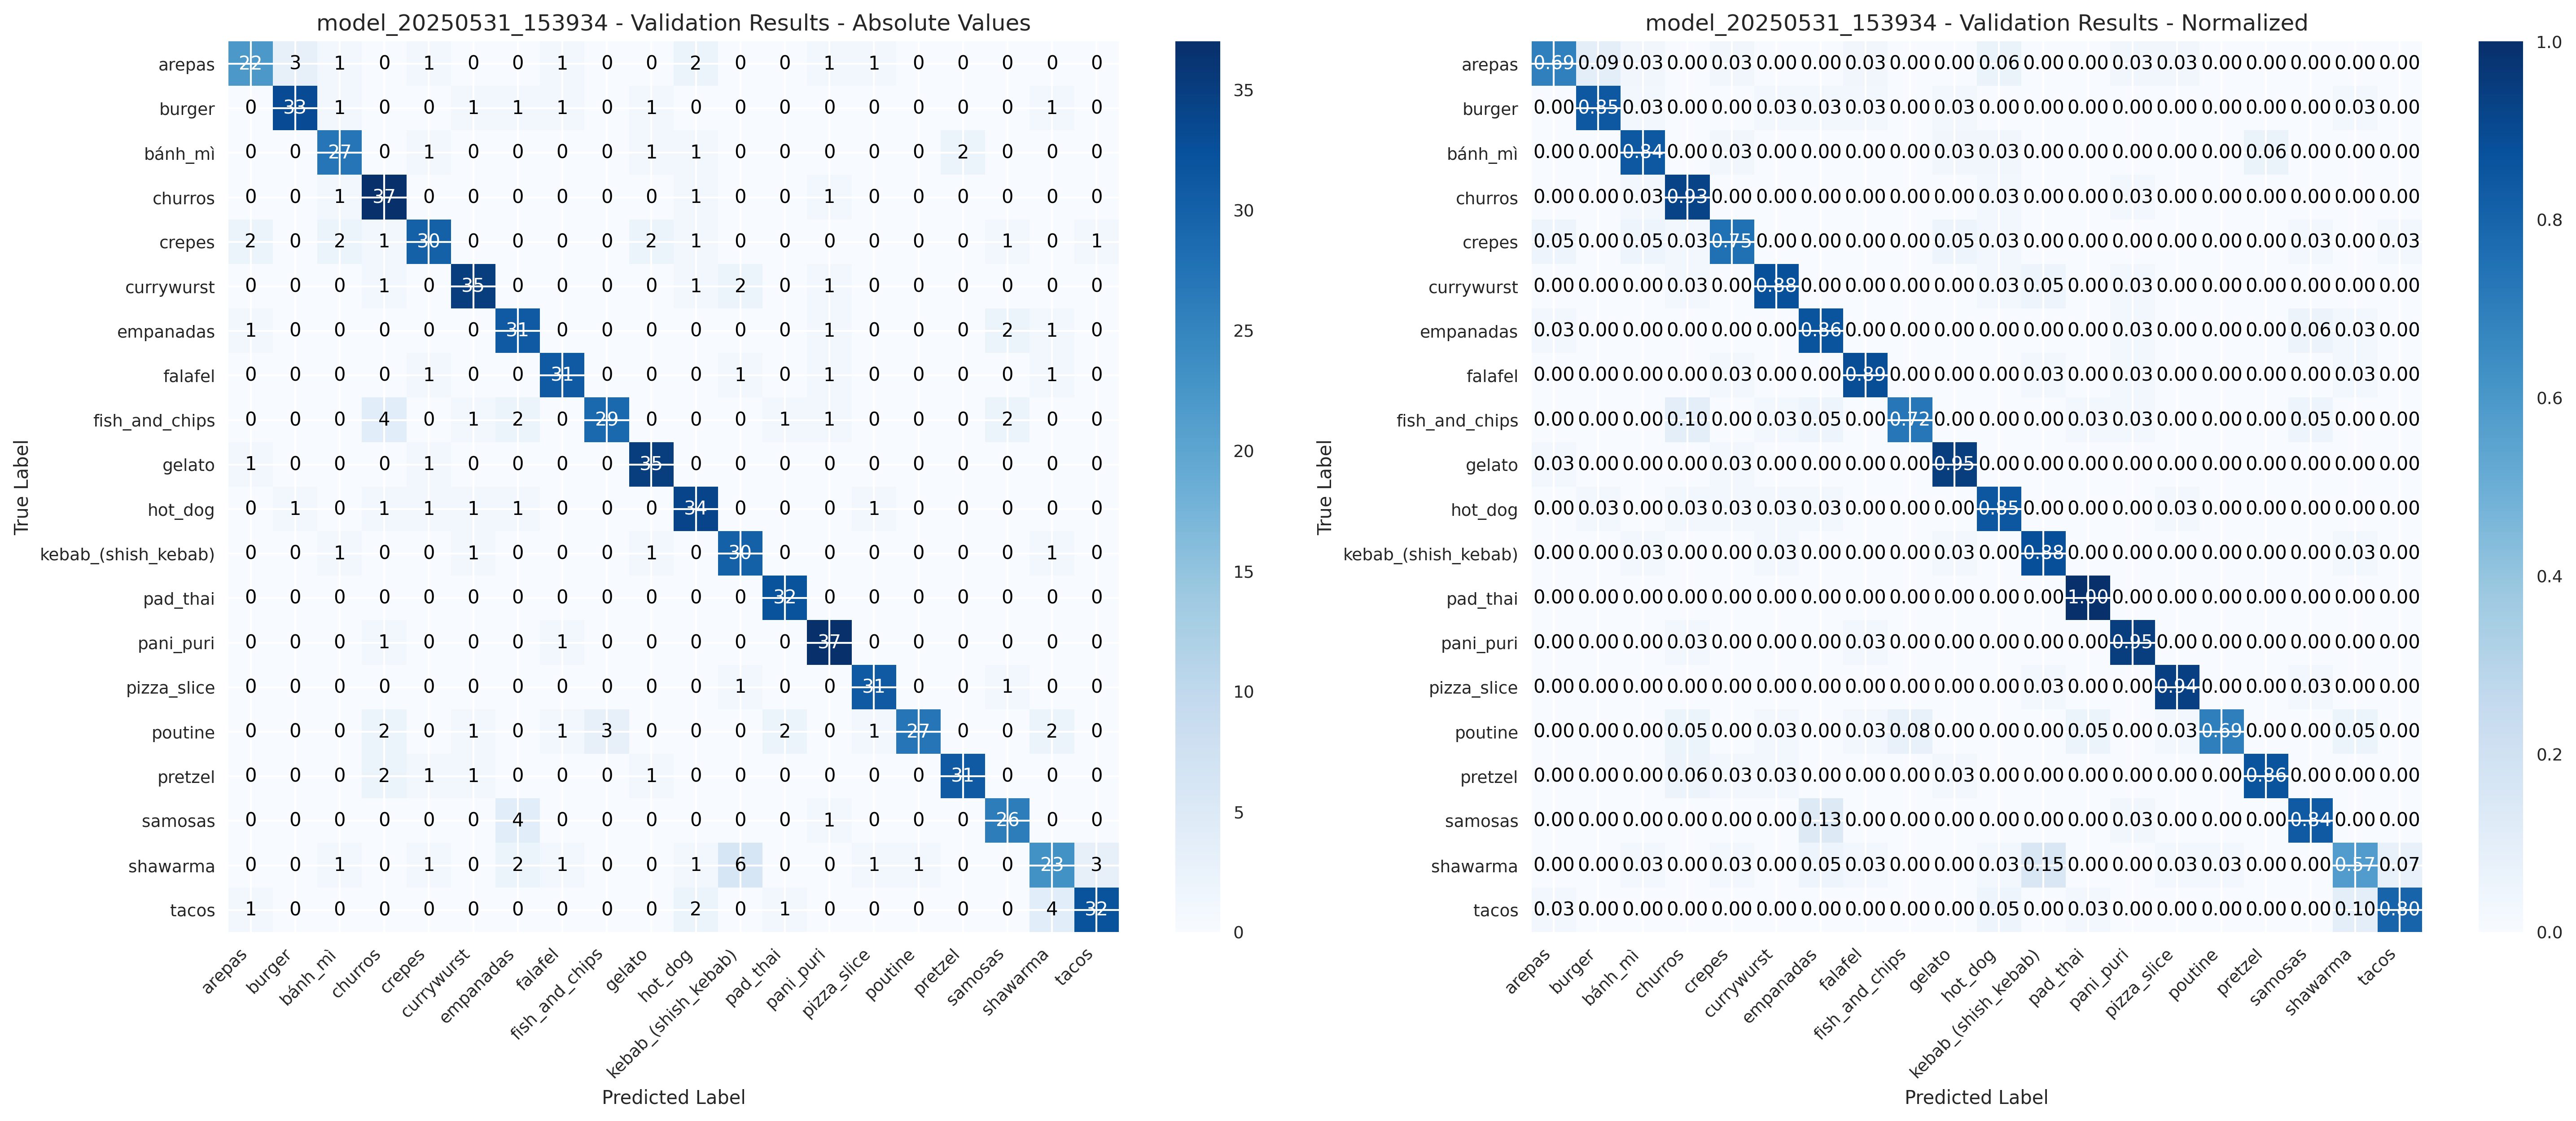 model_20250531_153934 - Validation Results - Absolute Values
arepas 22 3 1 0 1 0 0 1 0 0 2 0 0 1 1 0 0 0 0 0
burger 0 33 1 0 0 1 1 1 0 1 0 0 0 0 0 0 0 0 1 0
bánh_mì 0 0 27 0 1 0 0 0 0 1 1 0 0 0 0 0 2 0 0 0
churros 0 0 1 37 0 0 0 0 0 0 1 0 0 1 0 0 0 0 0 0
crepes 2 0 2 1 30 0 0 0 0 2 1 0 0 0 0 0 0 1 0 1
currywurst 0 0 0 1 0 35 0 0 0 0 1 2 0 1 0 0 0 0 0 0
empanadas 1 0 0 0 0 0 31 0 0 0 0 0 0 1 0 0 0 2 1 0
falafel 0 0 0 0 1 0 0 31 0 0 0 1 0 1 0 0 0 0 1 0
fish_and_chips 0 0 0 4 0 1 2 0 29 0 0 0 1 1 0 0 0 2 0 0
gelato 1 0 0 0 1 0 0 0 0 35 0 0 0 0 0 0 0 0 0 0
hot_dog 0 1 0 1 1 1 1 0 0 0 34 0 0 0 1 0 0 0 0 0
kebab_(shish_kebab) 0 0 1 0 0 1 0 0 0 1 0 30 0 0 0 0 0 0 1 0
pad_thai 0 0 0 0 0 0 0 0 0 0 0 0 32 0 0 0 0 0 0 0
pani_puri 0 0 0 1 0 0 0 1 0 0 0 0 0 37 0 0 0 0 0 0
pizza_slice 0 0 0 0 0 0 0 0 0 0 0 1 0 0 31 0 0 1 0 0
poutine 0 0 0 2 0 1 0 1 3 0 0 0 2 0 1 27 0 0 2 0
pretzel 0 0 0 2 1 1 0 0 0 1 0 0 0 0 0 0 31 0 0 0
samosas 0 0 0 0 0 0 4 0 0 0 0 0 0 1 0 0 0 26 0 0
shawarma 0 0 1 0 1 0 2 1 0 0 1 6 0 0 1 1 0 0 23 3
tacos 1 0 0 0 0 0 0 0 0 0 2 0 1 0 0 0 0 0 4 32
arepas burger bánh_mì churros crepes currywurst empanadas falafel fish_and_chips gelato hot_dog kebab_(shish_kebab) pad_thai pani_puri pizza_slice poutine pretzel samosas shawarma tacos
Predicted Label
True Label
35
30
25
20
15
10
5
0
model_20250531_153934 - Validation Results - Normalized
arepas 0.69 0.09 0.03 0.00 0.03 0.00 0.00 0.03 0.00 0.00 0.06 0.00 0.00 0.03 0.03 0.00 0.00 0.00 0.00 0.00
burger 0.00 0.85 0.03 0.00 0.00 0.03 0.03 0.03 0.00 0.03 0.00 0.00 0.00 0.00 0.00 0.00 0.00 0.00 0.03 0.00
bánh_mì 0.00 0.00 0.84 0.00 0.03 0.00 0.00 0.00 0.00 0.03 0.03 0.00 0.00 0.00 0.00 0.00 0.06 0.00 0.00 0.00
churros 0.00 0.00 0.03 0.93 0.00 0.00 0.00 0.00 0.00 0.00 0.03 0.00 0.00 0.03 0.00 0.00 0.00 0.00 0.00 0.00
crepes 0.05 0.00 0.05 0.03 0.75 0.00 0.00 0.00 0.00 0.05 0.03 0.00 0.00 0.00 0.00 0.00 0.00 0.03 0.00 0.03
currywurst 0.00 0.00 0.00 0.03 0.00 0.88 0.00 0.00 0.00 0.00 0.03 0.05 0.00 0.03 0.00 0.00 0.00 0.00 0.00 0.00
empanadas 0.03 0.00 0.00 0.00 0.00 0.00 0.86 0.00 0.00 0.00 0.00 0.00 0.00 0.03 0.00 0.00 0.00 0.06 0.03 0.00
falafel 0.00 0.00 0.00 0.00 0.03 0.00 0.00 0.89 0.00 0.00 0.00 0.03 0.00 0.03 0.00 0.00 0.00 0.00 0.03 0.00
fish_and_chips 0.00 0.00 0.00 0.10 0.00 0.03 0.05 0.00 0.72 0.00 0.00 0.00 0.03 0.03 0.00 0.00 0.00 0.05 0.00 0.00
gelato 0.03 0.00 0.00 0.00 0.03 0.00 0.00 0.00 0.00 0.95 0.00 0.00 0.00 0.00 0.00 0.00 0.00 0.00 0.00 0.00
hot_dog 0.00 0.03 0.00 0.03 0.03 0.03 0.03 0.00 0.00 0.00 0.85 0.00 0.00 0.00 0.03 0.00 0.00 0.00 0.00 0.00
kebab_(shish_kebab) 0.00 0.00 0.03 0.00 0.00 0.03 0.00 0.00 0.00 0.03 0.00 0.88 0.00 0.00 0.00 0.00 0.00 0.00 0.03 0.00
pad_thai 0.00 0.00 0.00 0.00 0.00 0.00 0.00 0.00 0.00 0.00 0.00 0.00 1.00 0.00 0.00 0.00 0.00 0.00 0.00 0.00
pani_puri 0.00 0.00 0.00 0.03 0.00 0.00 0.00 0.03 0.00 0.00 0.00 0.00 0.00 0.95 0.00 0.00 0.00 0.00 0.00 0.00
pizza_slice 0.00 0.00 0.00 0.00 0.00 0.00 0.00 0.00 0.00 0.00 0.00 0.03 0.00 0.00 0.94 0.00 0.00 0.03 0.00 0.00
poutine 0.00 0.00 0.00 0.05 0.00 0.03 0.00 0.03 0.08 0.00 0.00 0.00 0.05 0.00 0.03 0.69 0.00 0.00 0.05 0.00
pretzel 0.00 0.00 0.00 0.06 0.03 0.03 0.00 0.00 0.00 0.03 0.00 0.00 0.00 0.00 0.00 0.00 0.86 0.00 0.00 0.00
samosas 0.00 0.00 0.00 0.00 0.00 0.00 0.13 0.00 0.00 0.00 0.00 0.00 0.00 0.03 0.00 0.00 0.00 0.84 0.00 0.00
shawarma 0.00 0.00 0.03 0.00 0.03 0.00 0.05 0.03 0.00 0.00 0.03 0.15 0.00 0.00 0.03 0.03 0.00 0.00 0.57 0.07
tacos 0.03 0.00 0.00 0.00 0.00 0.00 0.00 0.00 0.00 0.00 0.05 0.00 0.03 0.00 0.00 0.00 0.00 0.00 0.10 0.80
arepas burger bánh_mì churros crepes currywurst empanadas falafel fish_and_chips gelato hot_dog kebab_(shish_kebab) pad_thai pani_puri pizza_slice poutine pretzel samosas shawarma tacos
Predicted Label
True Label
1.0
0.8
0.6
0.4
0.2
0.0